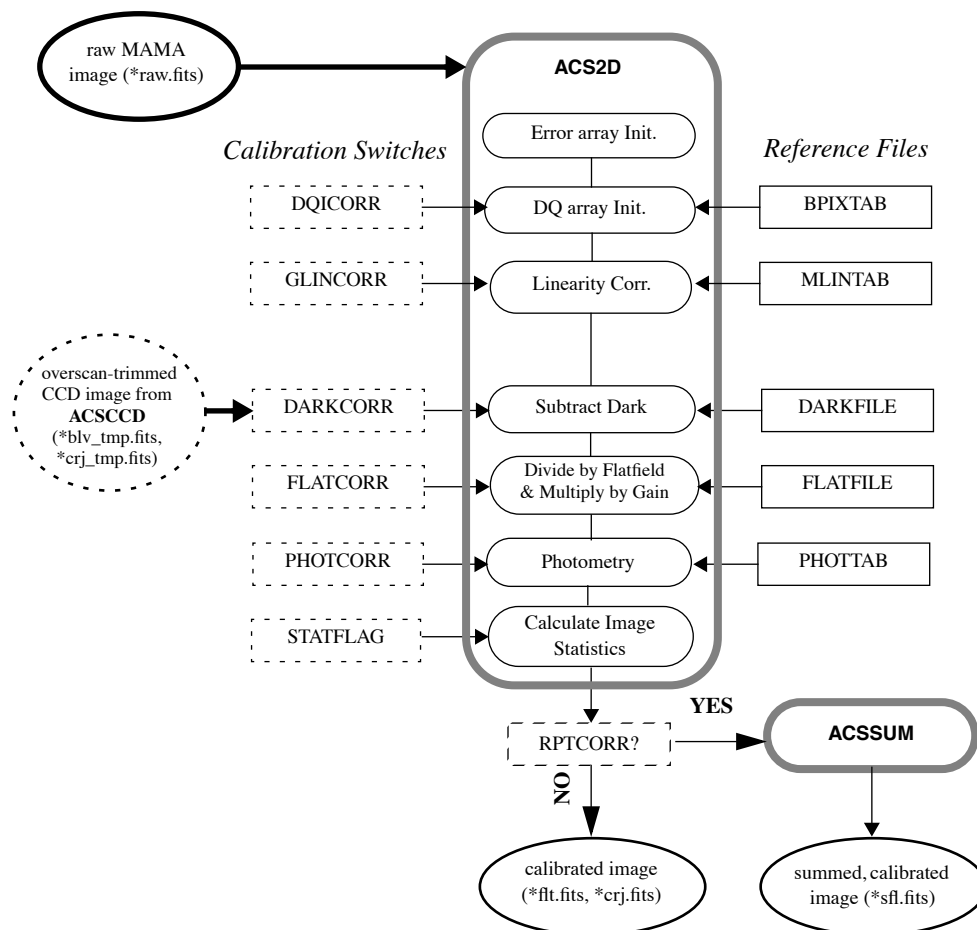 raw MAMA
image (*raw.fits)
ACS2D
Error array Init.
Calibration Switches
Reference Files
DQICORR
DQ array Init.
BPIXTAB
GLINCORR
Linearity Corr.
MLINTAB
overscan-trimmed
CCD image from
ACSCCD
(*blv_tmp.fits,
*crj_tmp.fits)
DARKCORR
Subtract Dark
DARKFILE
FLATCORR
Divide by Flatfield
& Multiply by Gain
FLATFILE
PHOTCORR
Photometry
PHOTTAB
STATFLAG
Calculate Image
Statistics
YES
RPTCORR?
ACSSUM
NO
calibrated image
(*flt.fits, *crj.fits)
summed, calibrated
image (*sfl.fits)